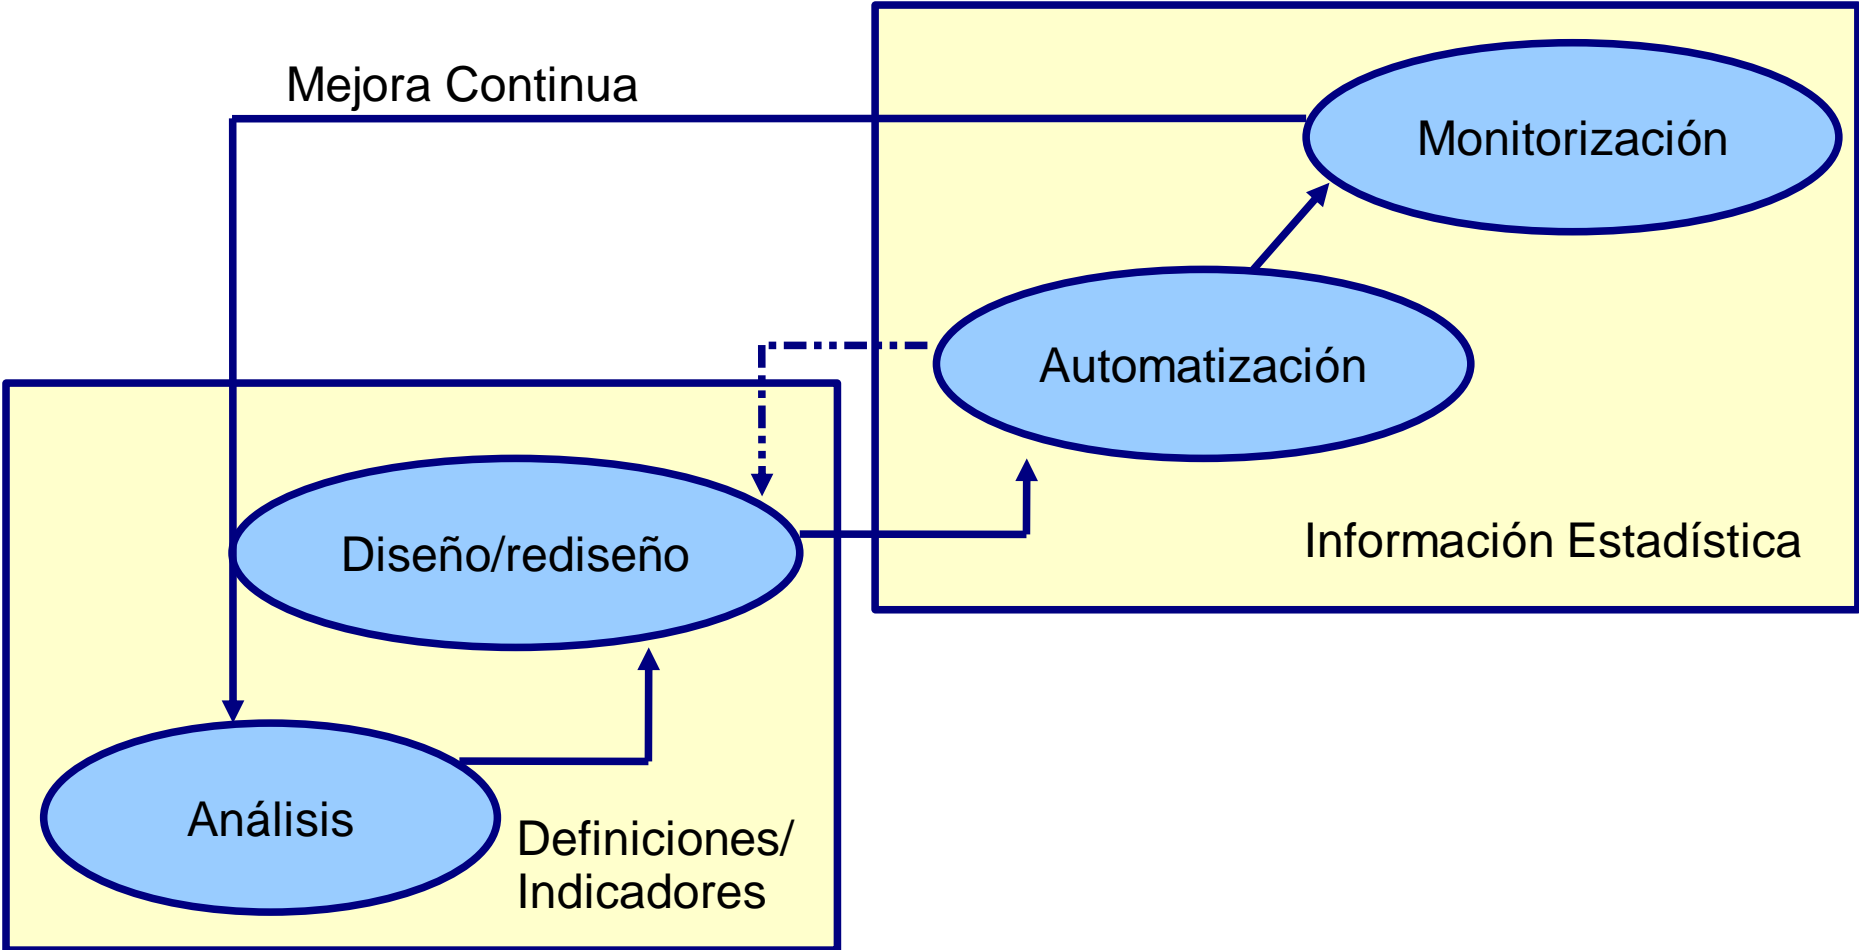 Mejora Continua
Monitorización
Automatización
Información Estadística
Diseño/rediseño
Análisis
Definiciones/
Indicadores